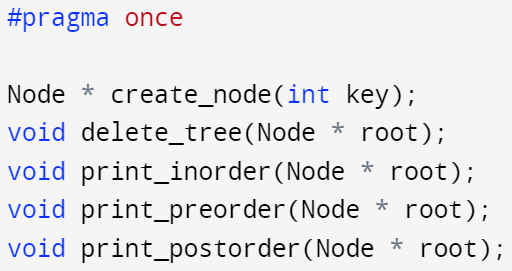 #pragma once
Node * create_node(int key);
void delete_tree(Node * root);
void print_inorder(Node * root);
void print_preorder(Node * root);
void print_postorder(Node * root);